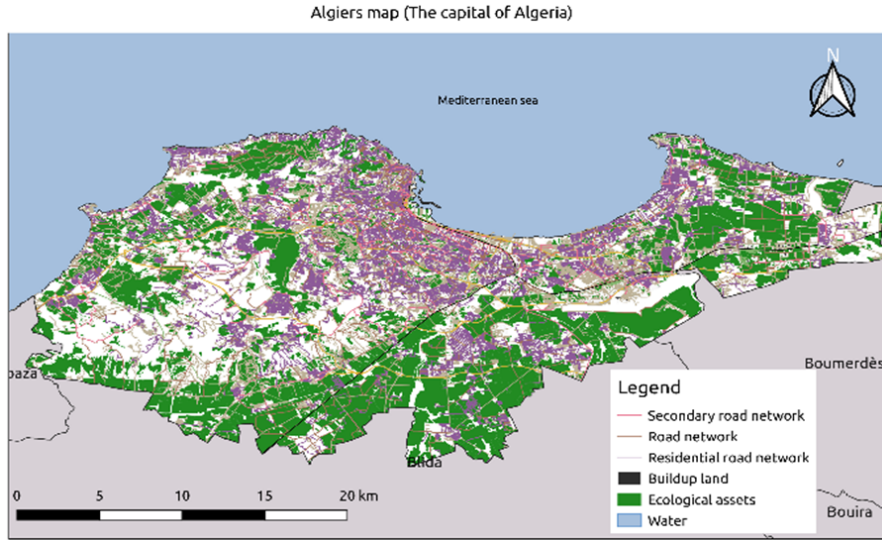 Algiers map (The capital of Algeria)
N
Mediterranean sea
paza
Boumerdès
Legend
Secondary road network
Road network
Residential road network
Buildup land
Ecological assets
Water
Blida
Bouira
0 5 10 15 20 km